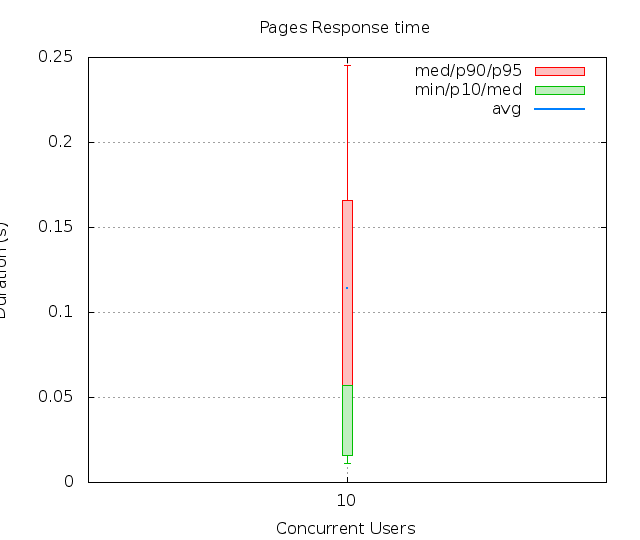 Pages Response time
0.25
med/p90/p95
min/p10/med
avg
0.2
0.15
Duration (s)
0.1
0.05
0
10
Concurrent Users